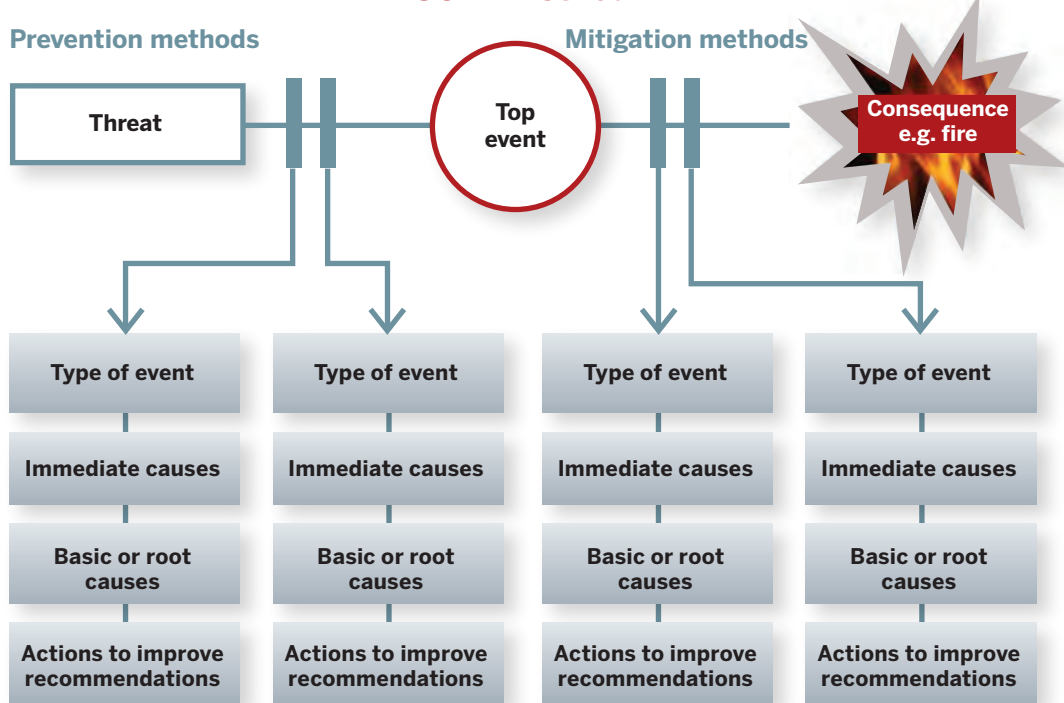 Prevention methods
Mitigation methods
Threat
Top
event
Consequence
e.g. fire
Type of event
Type of event
Type of event
Type of event
Immediate causes
Immediate causes
Immediate causes
Immediate causes
Basic or root
causes
Basic or root
causes
Basic or root
causes
Basic or root
causes
Actions to improve
recommendations
Actions to improve
recommendations
Actions to improve
recommendations
Actions to improve
recommendations